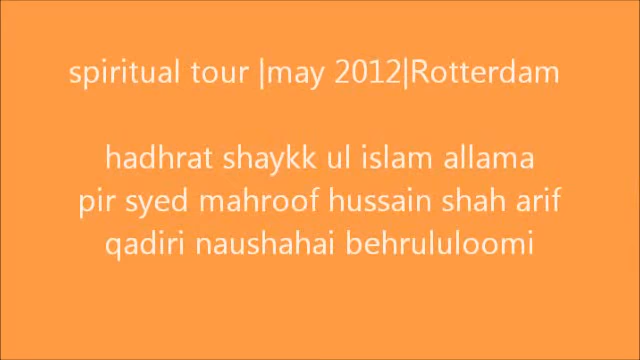 spiritual tour |may 2012|Rotterdam
hadhrat shaykk ul islam allama
pir syed mahroof hussain shah arif
qadiri naushahai behrululoomi